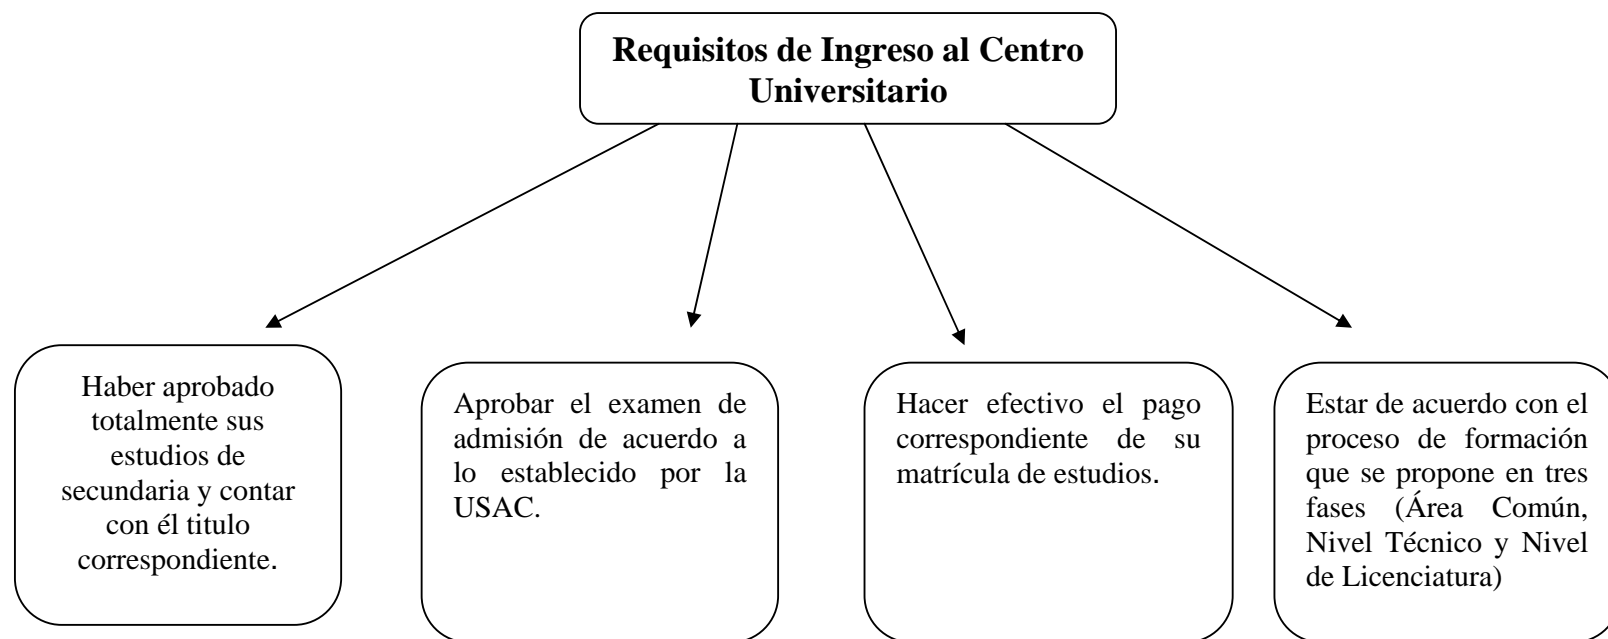 Requisitos de Ingreso al Centro
Universitario
Haber aprobado
totalmente sus
estudios de
secundaria y contar
con él titulo
correspondiente.
Aprobar el examen de
admisión de acuerdo a
lo establecido por la
USAC.
Hacer efectivo el pago
correspondiente de su
matrícula de estudios.
Estar de acuerdo con el
proceso de formación
que se propone en tres
fases (Área Común,
Nivel Técnico y Nivel
de Licenciatura)